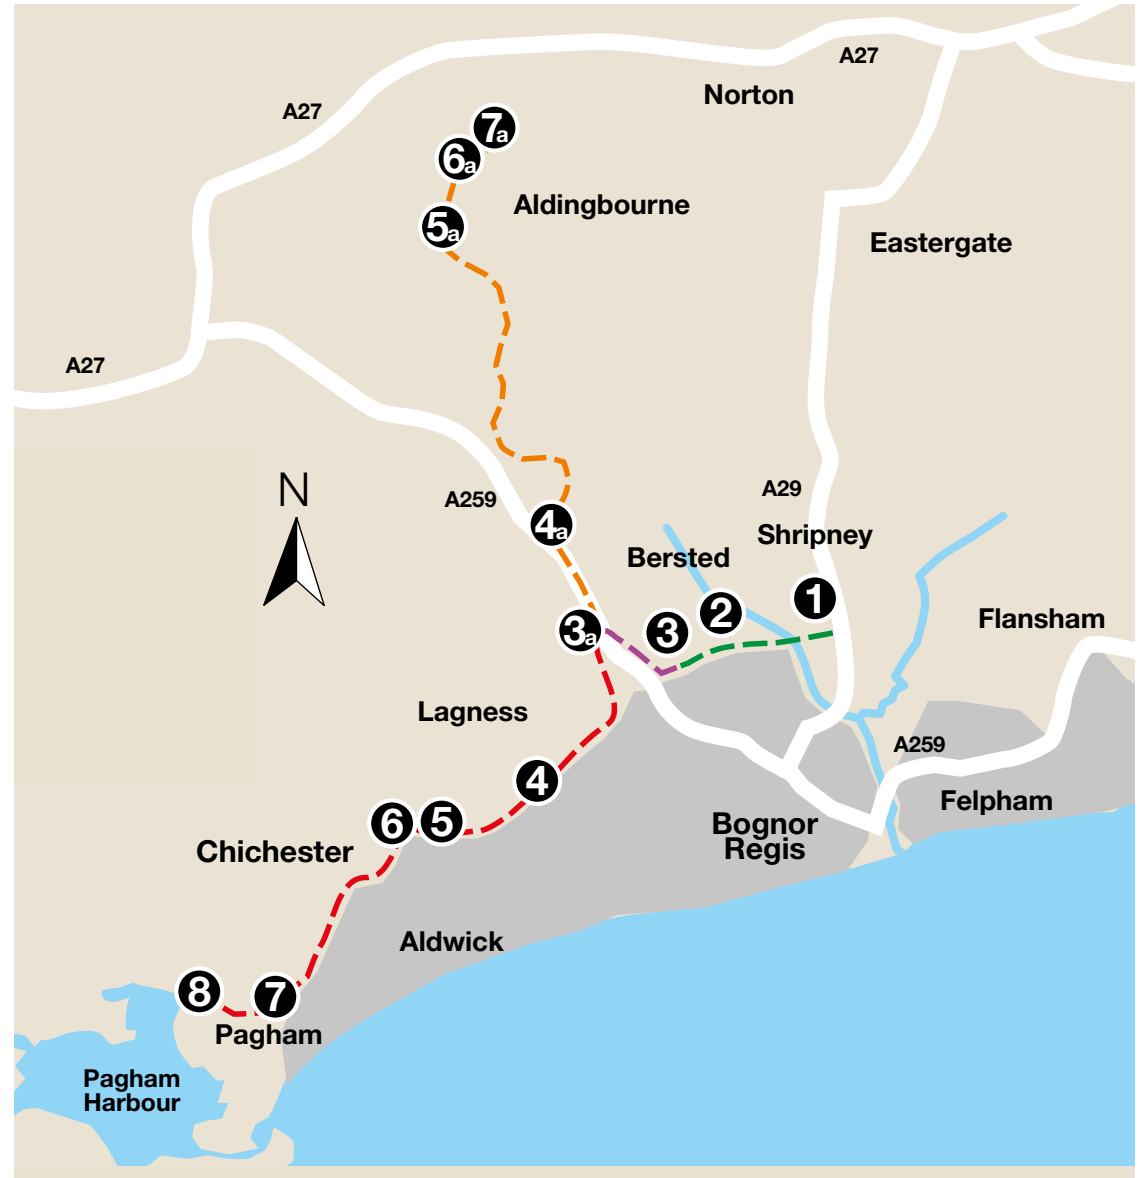 A27
Norton
A27
7a
6a
Aldingbourne
5a
Eastergate
A27
N
A259
A29
4a
Shripney
Bersted
1
2
3
3a
Flansham
Lagness
A259
4
Felpham
6
5
Bognor
Regis
Chichester
Aldwick
8
7
Pagham
Pagham
Harbour